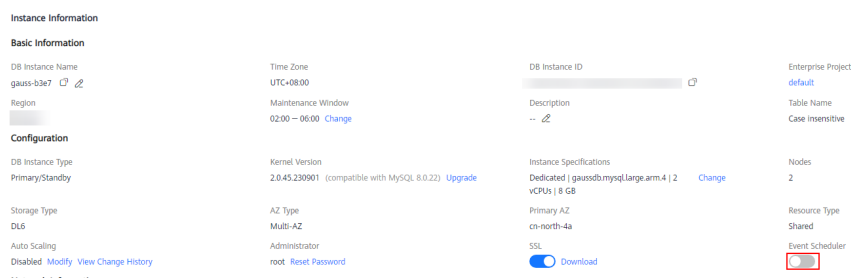 Instance Information
Basic Information
DB Instance Name Time Zone DB Instance ID Enterprise Project
gauss-b3e7 UTC+08:00 default
Region Maintenance Window Description Table Name
02:00 — 06:00 Change -- Case insensitive
Configuration
DB Instance Type Kernel Version Instance Specifications Nodes
Primary/Standby 2.0.45.230901 (compatible with MySQL 8.0.22) Upgrade Dedicated | gaussdb.mysql.large.arm.4 | 2 Change 2
vCPUs | 8 GB
Storage Type AZ Type Primary AZ Resource Type
DL6 Multi-AZ cn-north-4a Shared
Auto Scaling Administrator SSL Event Scheduler
Disabled Modify View Change History root Reset Password Download